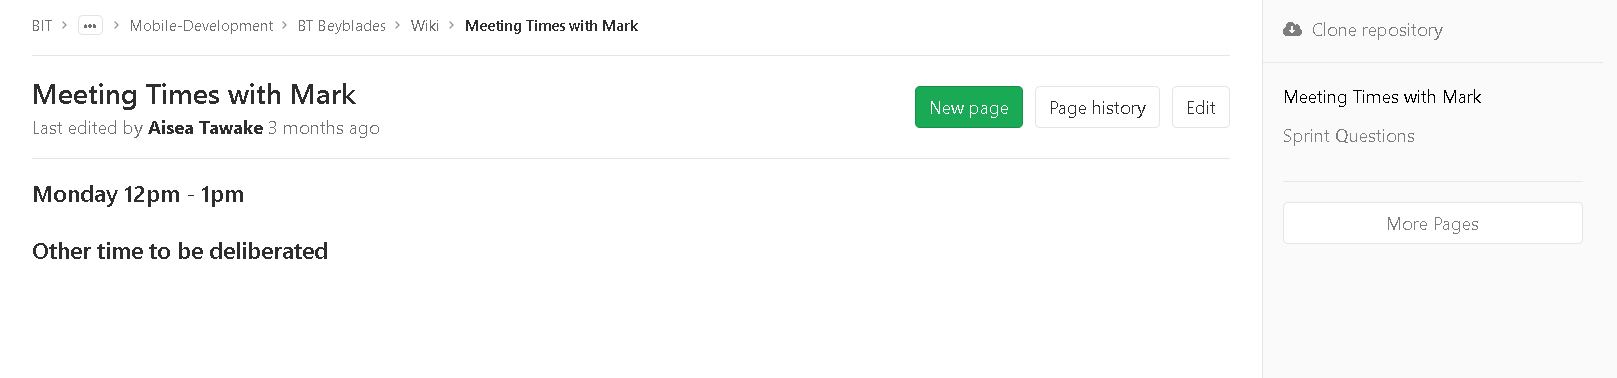 BIT > ... > Mobile-Development > BT Beyblades > Wiki > Meeting Times with Mark
Meeting Times with Mark
Last edited by Aisea Tawake 3 months ago
New page
Page history
Edit
Monday 12pm - 1pm
Other time to be deliberated
Clone repository
Meeting Times with Mark
Sprint Questions
More Pages